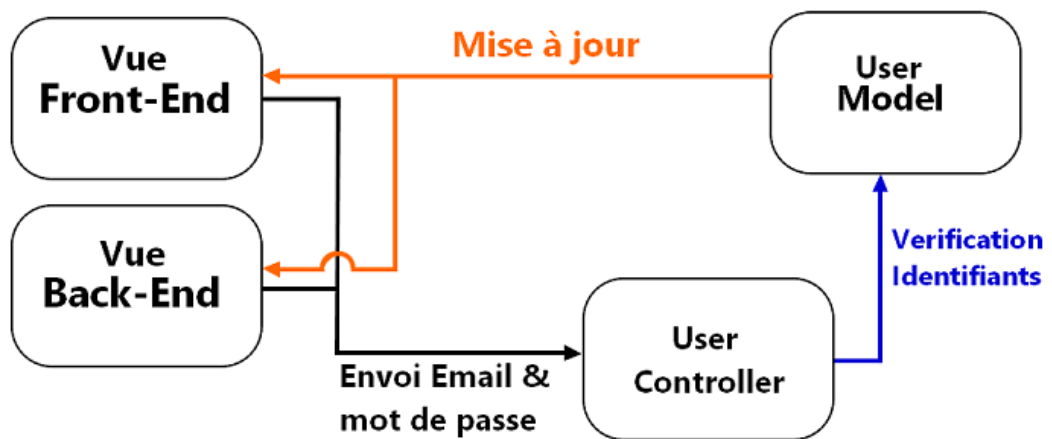 Vue
Front-End
Mise à jour
User
Model
Vue
Back-End
Verification
Identifiants
User
Controller
Envoi Email &
mot de passe